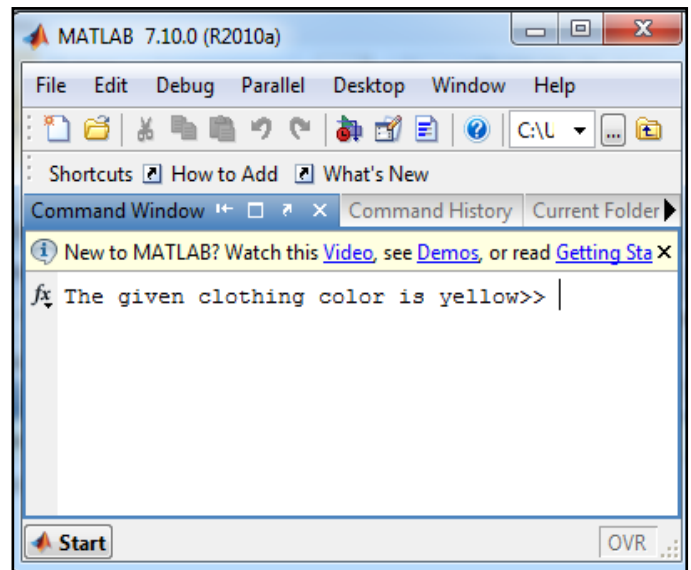 MATLAB 7.10.0 (R2010a)
File Edit Debug Parallel Desktop Window Help
C:\U
Shortcuts How to Add What's New
Command Window Command History Current Folder
New to MATLAB? Watch this Video, see Demos, or read Getting Sta
fx The given clothing color is yellow>>
Start OVR